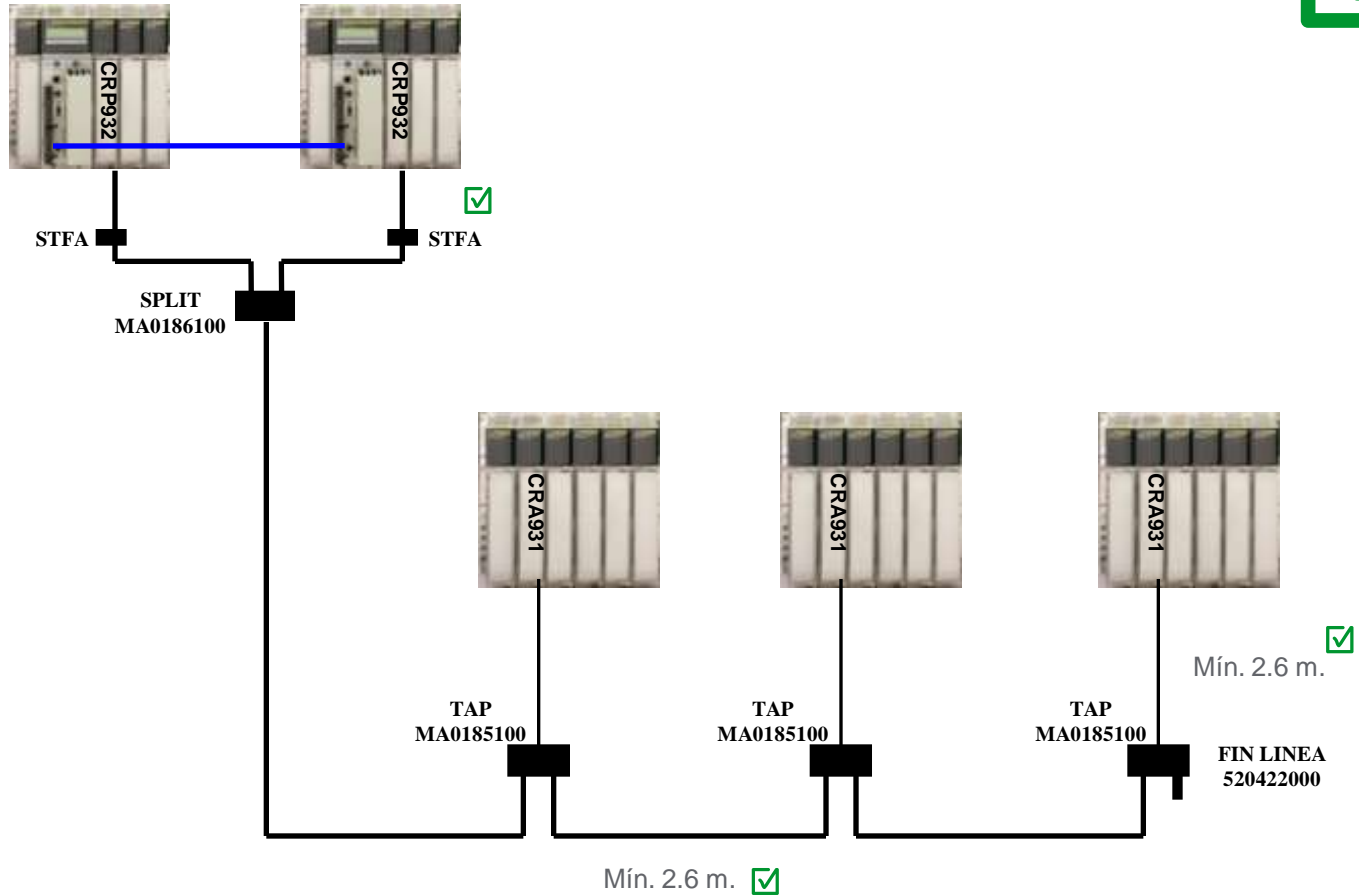 CRP932
CRP932
STFA
STFA
SPLIT
MA0186100
CRA931
CRA931
CRA931
Mín. 2.6 m.
TAP
MA0185100
TAP
MA0185100
TAP
MA0185100
FIN LINEA
520422000
Mín. 2.6 m.